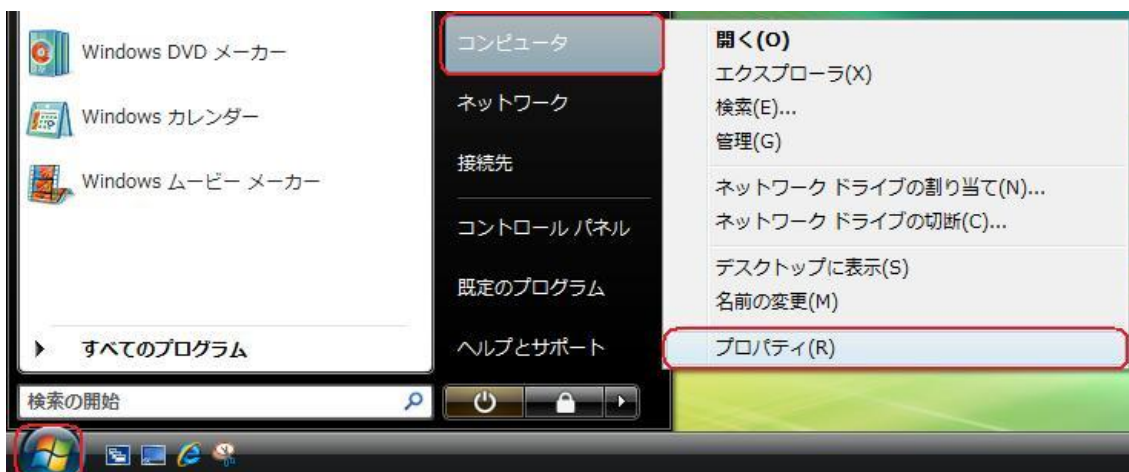 Windows DVD メーカー
Windows カレンダー
Windows ムービー メーカー
すべてのプログラム
検索の開始
コンピュータ
ネットワーク
接続先
コントロール パネル
既定のプログラム
ヘルプとサポート
開く(O)
エクスプローラ(X)
検索(E)...
管理(G)
ネットワーク ドライブの割り当て(N)...
ネットワーク ドライブの切断(C)...
デスクトップに表示(S)
名前の変更(M)
プロパティ(R)